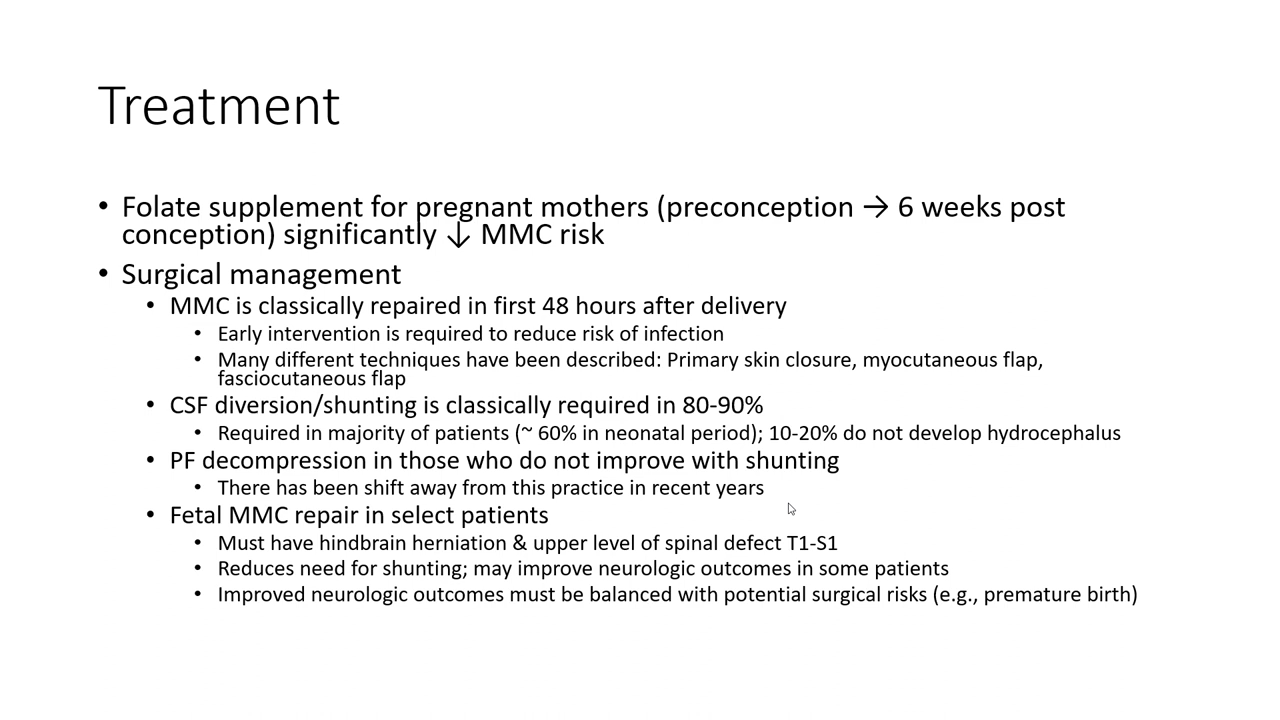 Treatment
• Folate supplement for pregnant mothers (preconception → 6 weeks post
conception) significantly ↓ MMC risk
• Surgical management
• MMC is classically repaired in first 48 hours after delivery
• Early intervention is required to reduce risk of infection
• Many different techniques have been described: Primary skin closure, myocutaneous flap,
fasciocutaneous flap
• CSF diversion/shunting is classically required in 80-90%
• Required in majority of patients (~ 60% in neonatal period); 10-20% do not develop hydrocephalus
• PF decompression in those who do not improve with shunting
• There has been shift away from this practice in recent years
• Fetal MMC repair in select patients
• Must have hindbrain herniation & upper level of spinal defect T1-S1
• Reduces need for shunting; may improve neurologic outcomes in some patients
• Improved neurologic outcomes must be balanced with potential surgical risks (e.g., premature birth)